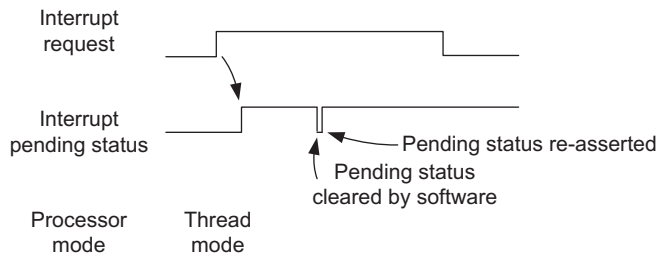 Interrupt
request
Interrupt
pending status
Pending status re-asserted
Pending status
cleared by software
Processor
mode
Thread
mode